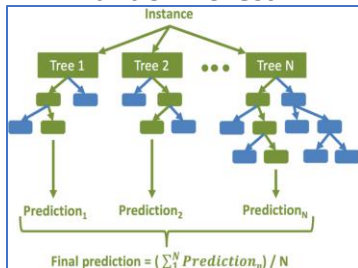 Instance
Tree 1 Tree 2 ••• Tree N
Prediction₁ Prediction₂ Predictionₙ
Final prediction = (∑₁ᴺ Predictionₙ) / N